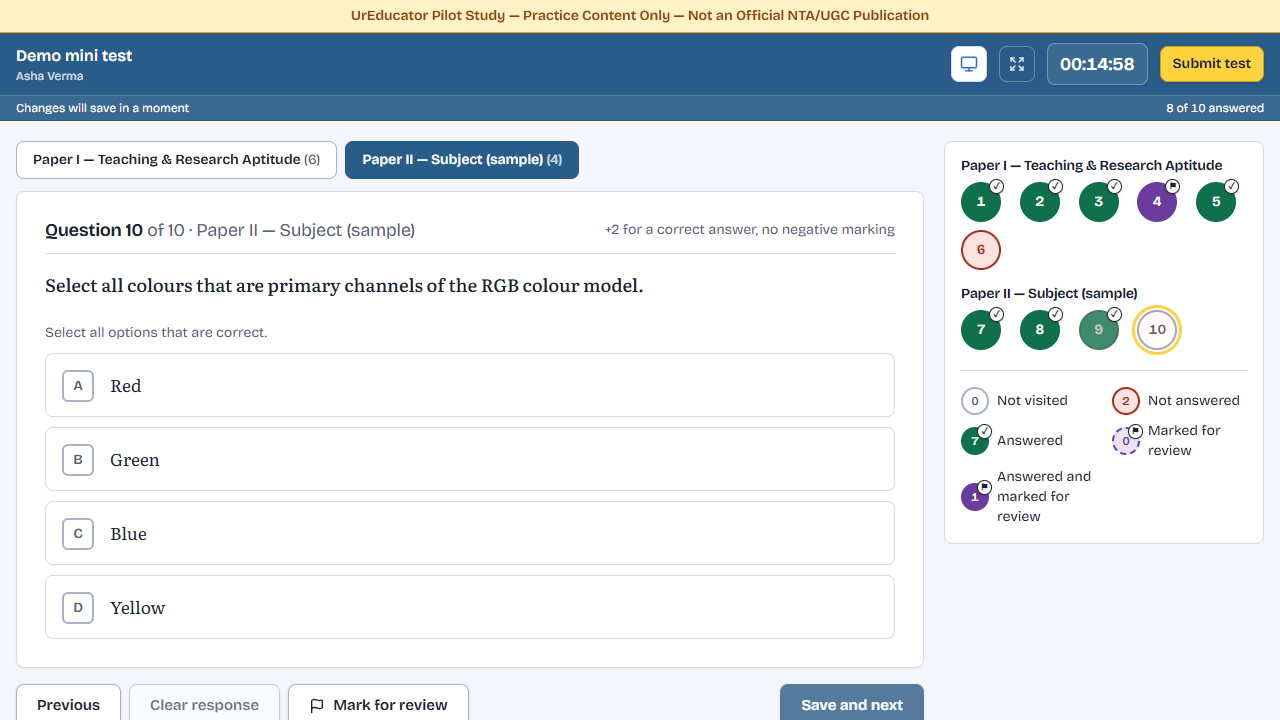 UrEducator Pilot Study — Practice Content Only — Not an Official NTA/UGC Publication
Demo mini test
Asha Verma
00:14:58
Submit test
Changes will save in a moment
8 of 10 answered
Paper I — Teaching & Research Aptitude (6)
Paper II — Subject (sample) (4)
Question 10 of 10 · Paper II — Subject (sample)
+2 for a correct answer, no negative marking
Select all colours that are primary channels of the RGB colour model.
Select all options that are correct.
A Red
B Green
C Blue
D Yellow
Previous
Clear response
Mark for review
Save and next
Paper I — Teaching & Research Aptitude
1 2 3 4 5
6
Paper II — Subject (sample)
7 8 9 10
0 Not visited
2 Not answered
7 Answered
0 Marked for
review
1 Answered and
marked for
review